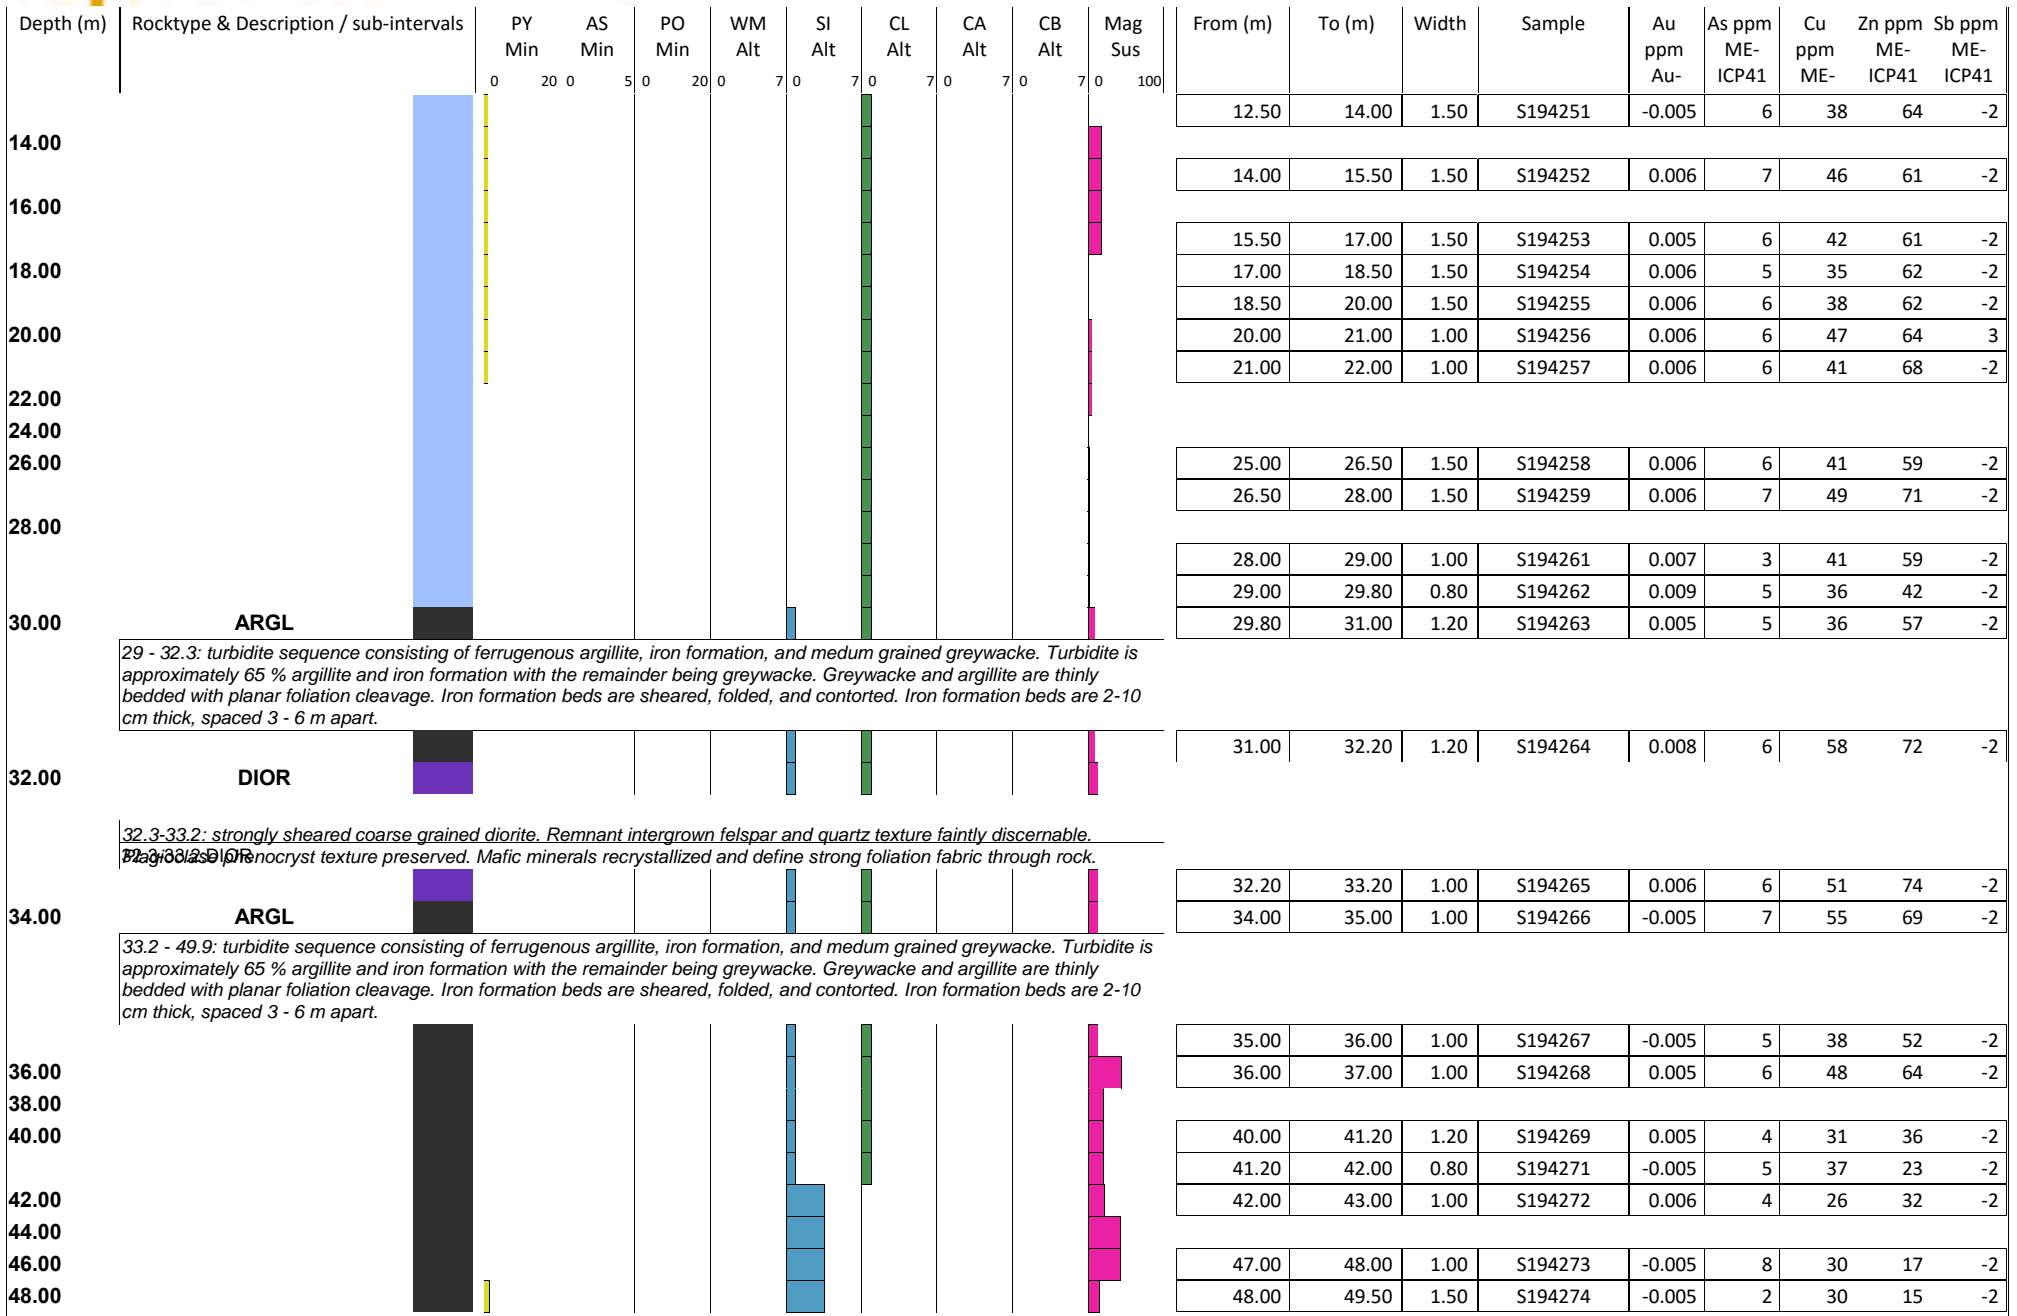 Depth (m) Rocktype & Description / sub-intervals PY AS PO WM SI CL CA CB Mag From (m) To (m) Width Sample Au As ppm Cu Zn ppm Sb ppm
Min Min Min Alt Alt Alt Alt Alt Sus ppm ME- ppm ME- ME-
Au- ICP41 ME- ICP41 ICP41
0 20 0 5 0 20 0 7 0 7 0 7 0 7 0 7 0 100
12.50 14.00 1.50 S194251 -0.005 6 38 64 -2
14.00
14.00 15.50 1.50 S194252 0.006 7 46 61 -2
16.00
15.50 17.00 1.50 S194253 0.005 6 42 61 -2
18.00 17.00 18.50 1.50 S194254 0.006 5 35 62 -2
18.50 20.00 1.50 S194255 0.006 6 38 62 -2
20.00 20.00 21.00 1.00 S194256 0.006 6 47 64 3
21.00 22.00 1.00 S194257 0.006 6 41 68 -2
22.00
24.00
26.00 25.00 26.50 1.50 S194258 0.006 6 41 59 -2
26.50 28.00 1.50 S194259 0.006 7 49 71 -2
28.00
28.00 29.00 1.00 S194261 0.007 3 41 59 -2
29.00 29.80 0.80 S194262 0.009 5 36 42 -2
30.00 ARGL 29.80 31.00 1.20 S194263 0.005 5 36 57 -2
29 - 32.3: turbidite sequence consisting of ferrugenous argillite, iron formation, and medum grained greywacke. Turbidite is
approximately 65 % argillite and iron formation with the remainder being greywacke. Greywacke and argillite are thinly
bedded with planar foliation cleavage. Iron formation beds are sheared, folded, and contorted. Iron formation beds are 2-10
cm thick, spaced 3 - 6 m apart.
31.00 32.20 1.20 S194264 0.008 6 58 72 -2
32.00 DIOR
32.3-33.2: strongly sheared coarse grained diorite. Remnant intergrown felspar and quartz texture faintly discernable.
Plagioclase phenocryst texture preserved. Mafic minerals recrystallized and define strong foliation fabric through rock.
32.3-33.2:DIOR
32.20 33.20 1.00 S194265 0.006 6 51 74 -2
34.00 ARGL 34.00 35.00 1.00 S194266 -0.005 7 55 69 -2
33.2 - 49.9: turbidite sequence consisting of ferrugenous argillite, iron formation, and medum grained greywacke. Turbidite is
approximately 65 % argillite and iron formation with the remainder being greywacke. Greywacke and argillite are thinly
bedded with planar foliation cleavage. Iron formation beds are sheared, folded, and contorted. Iron formation beds are 2-10
cm thick, spaced 3 - 6 m apart.
35.00 36.00 1.00 S194267 -0.005 5 38 52 -2
36.00 36.00 37.00 1.00 S194268 0.005 6 48 64 -2
38.00
40.00 40.00 41.20 1.20 S194269 0.005 4 31 36 -2
41.20 42.00 0.80 S194271 -0.005 5 37 23 -2
42.00 42.00 43.00 1.00 S194272 0.006 4 26 32 -2
44.00
46.00 47.00 48.00 1.00 S194273 -0.005 8 30 17 -2
48.00 48.00 49.50 1.50 S194274 -0.005 2 30 15 -2